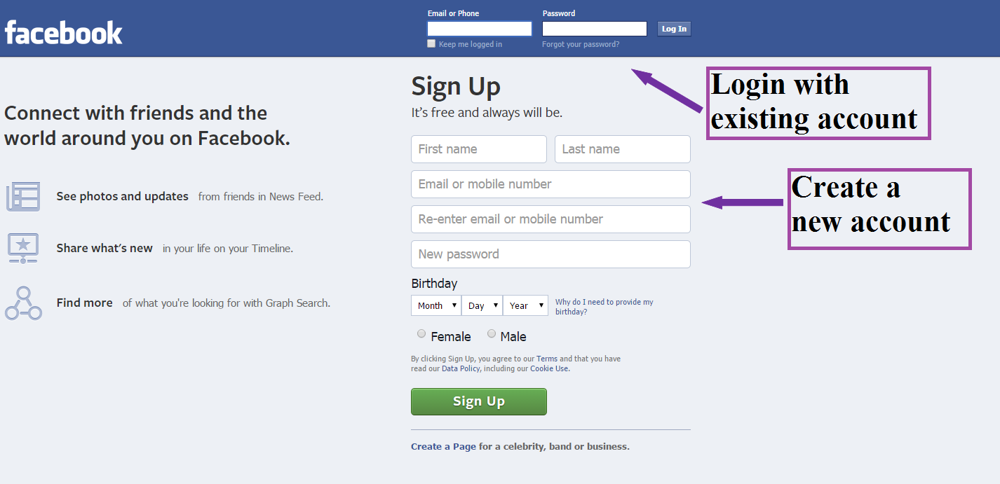 facebook
Email or Phone
Password
Log In
Keep me logged in
Forgot your password?
Connect with friends and the
world around you on Facebook.
See photos and updates from friends in News Feed.
Share what's new in your life on your Timeline.
Find more of what you're looking for with Graph Search.
Sign Up
It's free and always will be.
First name
Last name
Email or mobile number
Re-enter email or mobile number
New password
Birthday
Month
Day
Year
Why do I need to provide my
birthday?
Female
Male
By clicking Sign Up, you agree to our Terms and that you have
read our Data Policy, including our Cookie Use.
Sign Up
Create a Page for a celebrity, band or business.
Login with
existing account
Create a
new account